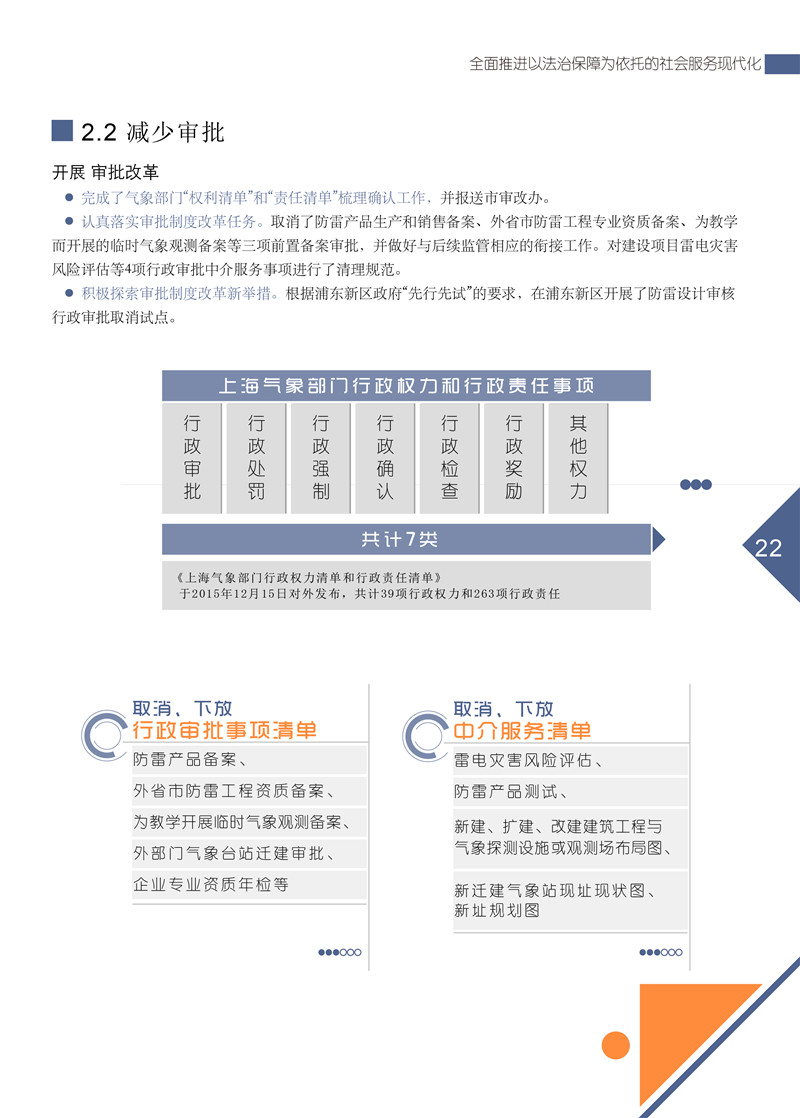 全面推进以法治保障为依托的社会服务现代化
2.2 减少审批
开展 审批改革
● 完成了气象部门“权利清单”和“责任清单”梳理确认工作，并报送市审改办。
● 认真落实审批制度改革任务。取消了防雷产品生产和销售备案、外省市防雷工程专业资质备案、为教学
而开展的临时气象观测备案等三项前置备案审批，并做好与后续监管相应的衔接工作。对建设项目雷电灾害
风险评估等4项行政审批中介服务事项进行了清理规范。
● 积极探索审批制度改革新举措。根据浦东新区政府“先行先试”的要求，在浦东新区开展了防雷设计审核
行政审批取消试点。
上海气象部门行政权力和行政责任事项
行政审批
行政处罚
行政强制
行政确认
行政检查
行政奖励
其他权力
共计7类
22
《上海气象部门行政权力清单和行政责任清单》
于2015年12月15日对外发布，共计39项行政权力和263项行政责任
取消、下放
行政审批事项清单
防雷产品备案、
外省市防雷工程资质备案、
为教学开展临时气象观测备案、
外部门气象台站迁建审批、
企业专业资质年检等
取消、下放
中介服务清单
雷电灾害风险评估、
防雷产品测试、
新建、扩建、改建建筑工程与
气象探测设施或观测场布局图、
新迁建气象站现址现状图、
新址规划图